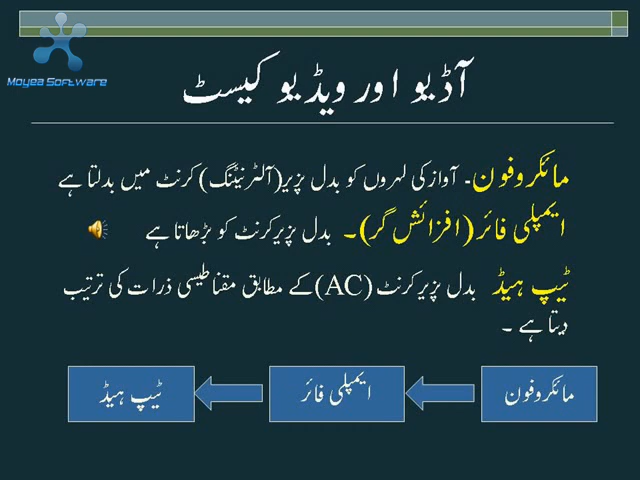 Moyea Software
آڈیو اور ویڈیو کیسٹ
مائکروفون۔ آواز کی لہروں کو بدل پزیر(آلٹرنیٹنگ) کرنٹ میں بدلتا ہے
ایمپلی فائر (افزائش گر)۔ بدل پزیر کرنٹ کو بڑھاتا ہے
ٹیپ ہیڈ بدل پزیر کرنٹ (AC) کے مطابق مقناطیسی ذرات کی ترتیب
دیتا ہے ۔
مائکروفون
ایمپلی فائر
ٹیپ ہیڈ